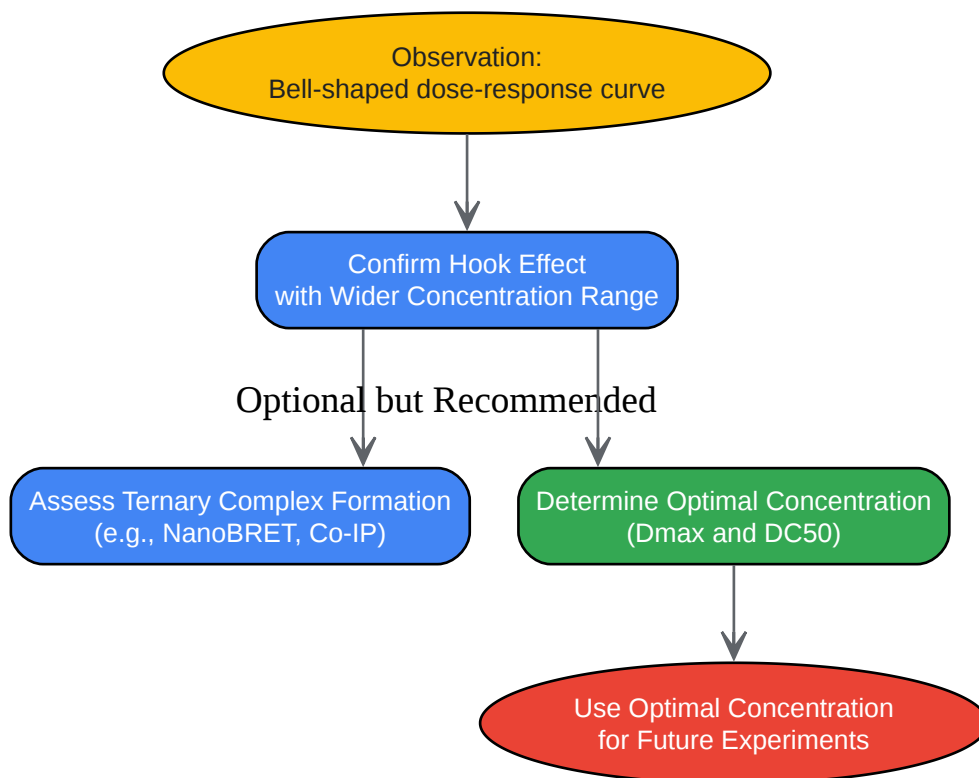 Observation:
Bell-shaped dose-response curve
Confirm Hook Effect
with Wider Concentration Range
Optional but Recommended
Assess Ternary Complex Formation
(e.g., NanoBRET, Co-IP)
Determine Optimal Concentration
(Dmax and DC50)
Use Optimal Concentration
for Future Experiments